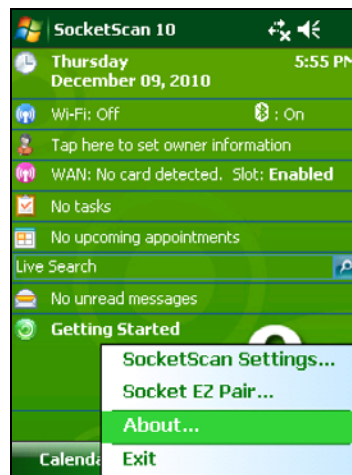 SocketScan 10
Thursday 5:55 PM
December 09, 2010
Wi-Fi: Off : On
Tap here to set owner information
WAN: No card detected. Slot: Enabled
No tasks
No upcoming appointments
Live Search
No unread messages
Getting Started
SocketScan Settings...
Socket EZ Pair...
About...
Calenda
Exit